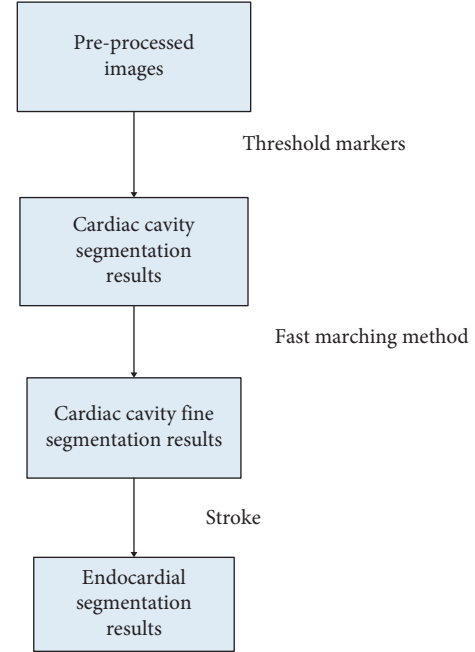 Pre-processed
images
Threshold markers
Cardiac cavity
segmentation
results
Fast marching method
Cardiac cavity fine
segmentation results
Stroke
Endocardial
segmentation
results